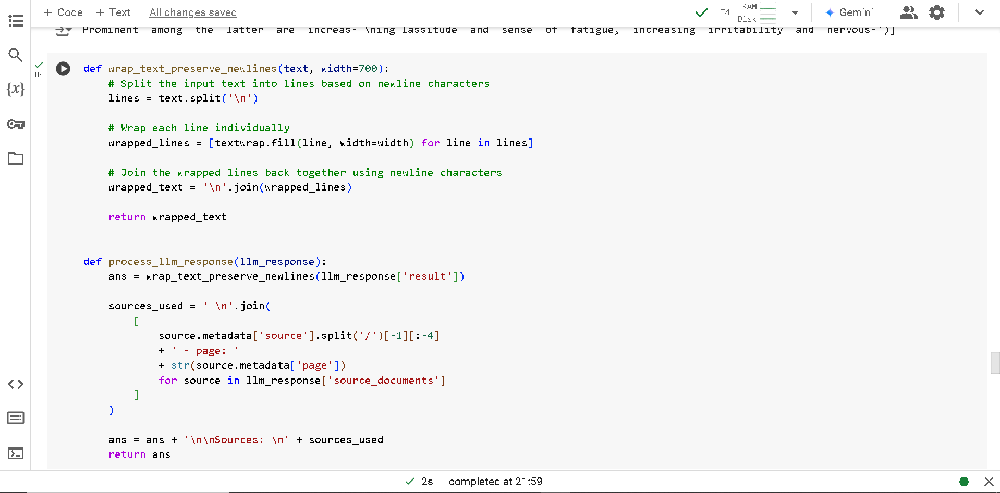 + Code + Text All changes saved T4 RAM Disk Gemini
Prominent among the latter are increas- \ning lassitude and sense of fatigue, increasing irritability and nervous-')]
0s
def wrap_text_preserve_newlines(text, width=700):
    # Split the input text into lines based on newline characters
    lines = text.split('\n')
    # Wrap each line individually
    wrapped_lines = [textwrap.fill(line, width=width) for line in lines]
    # Join the wrapped lines back together using newline characters
    wrapped_text = '\n'.join(wrapped_lines)
    return wrapped_text
def process_llm_response(llm_response):
    ans = wrap_text_preserve_newlines(llm_response['result'])
    sources_used = ' \n'.join(
        [
            source.metadata['source'].split('/')[-1][:-4]
            + ' - page: '
            + str(source.metadata['page'])
            for source in llm_response['source_documents']
        ]
    )
    ans = ans + '\n\nSources: \n' + sources_used
    return ans
{x}
2s completed at 21:59